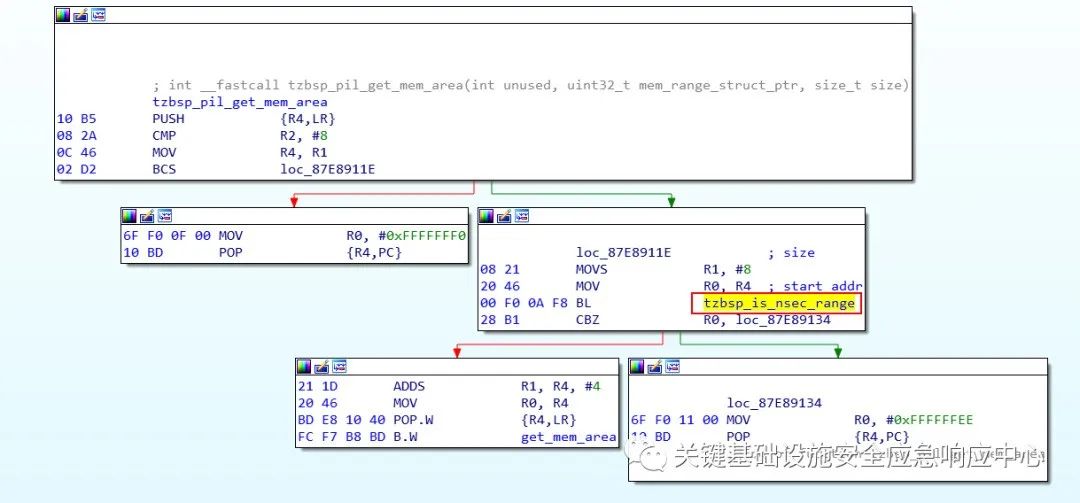 ; int __fastcall tzbsp_pil_get_mem_area(int unused, uint32_t mem_range_struct_ptr, size_t size)
tzbsp_pil_get_mem_area
10 B5 PUSH {R4,LR}
08 2A CMP R2, #8
0C 46 MOV R4, R1
02 D2 BCS loc_87E8911E
6F F0 0F 00 MOV R0, #0xFFFFFFF0
10 BD POP {R4,PC}
loc_87E8911E ; size
08 21 MOVS R1, #8
20 46 MOV R0, R4 ; start addr
00 F0 0A F8 BL tzbsp_is_nsec_range
28 B1 CBZ R0, loc_87E89134
21 1D ADDS R1, R4, #4
20 46 MOV R0, R4
BD E8 10 40 POP.W {R4,LR}
FC F7 B8 BD B.W get_mem_area
loc_87E89134
6F F0 11 00 MOV R0, #0xFFFFFFEE
10 BD POP {R4,PC}
关键基础设施安全应急响应中心